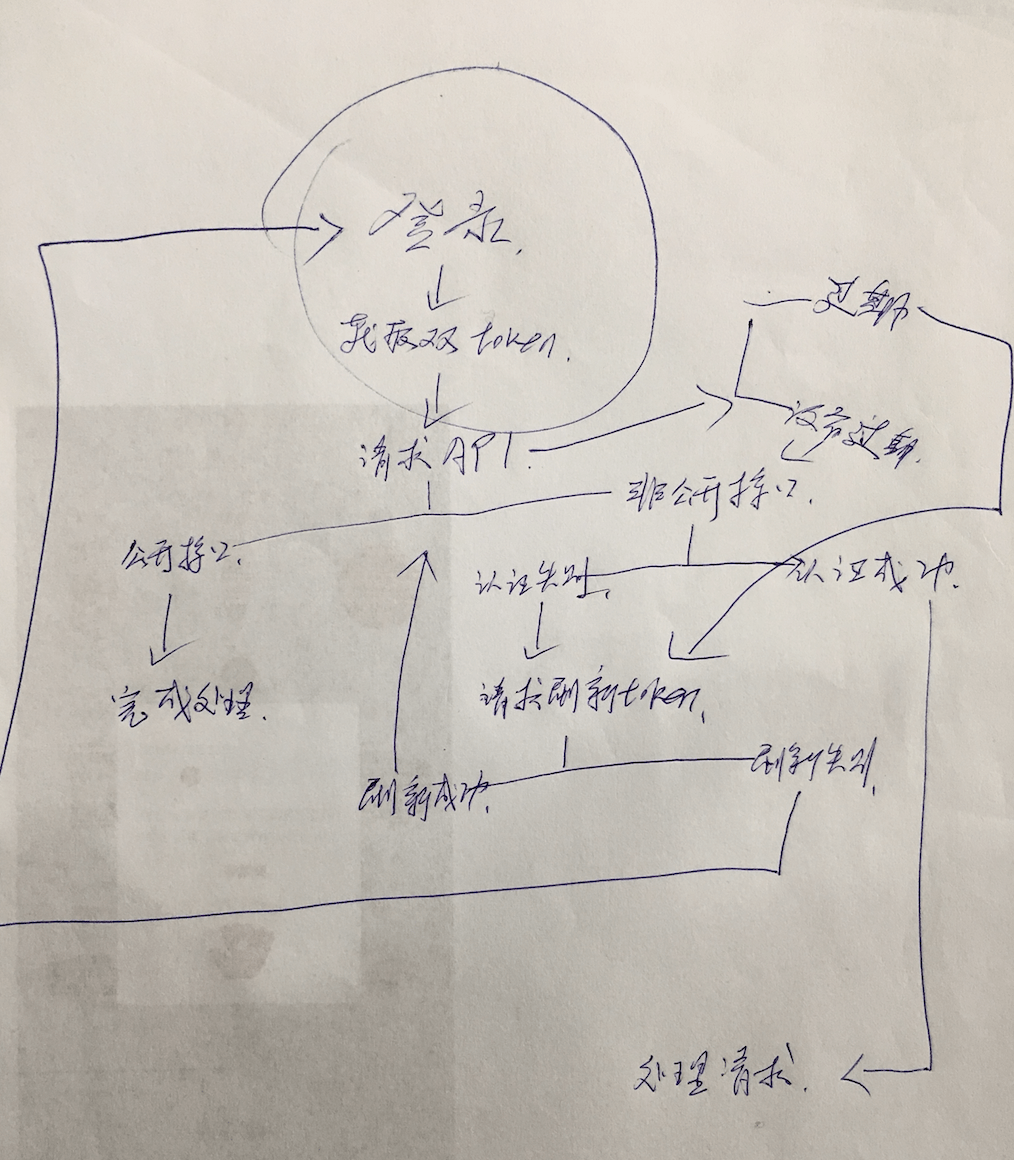 登录.
获取双token.
过期
没有过期.
请求API.
非公开接口.
公开接口.
认证失败.
认证成功.
请求刷新token.
完成处理.
刷新成功.
刷新失败.
处理请求.